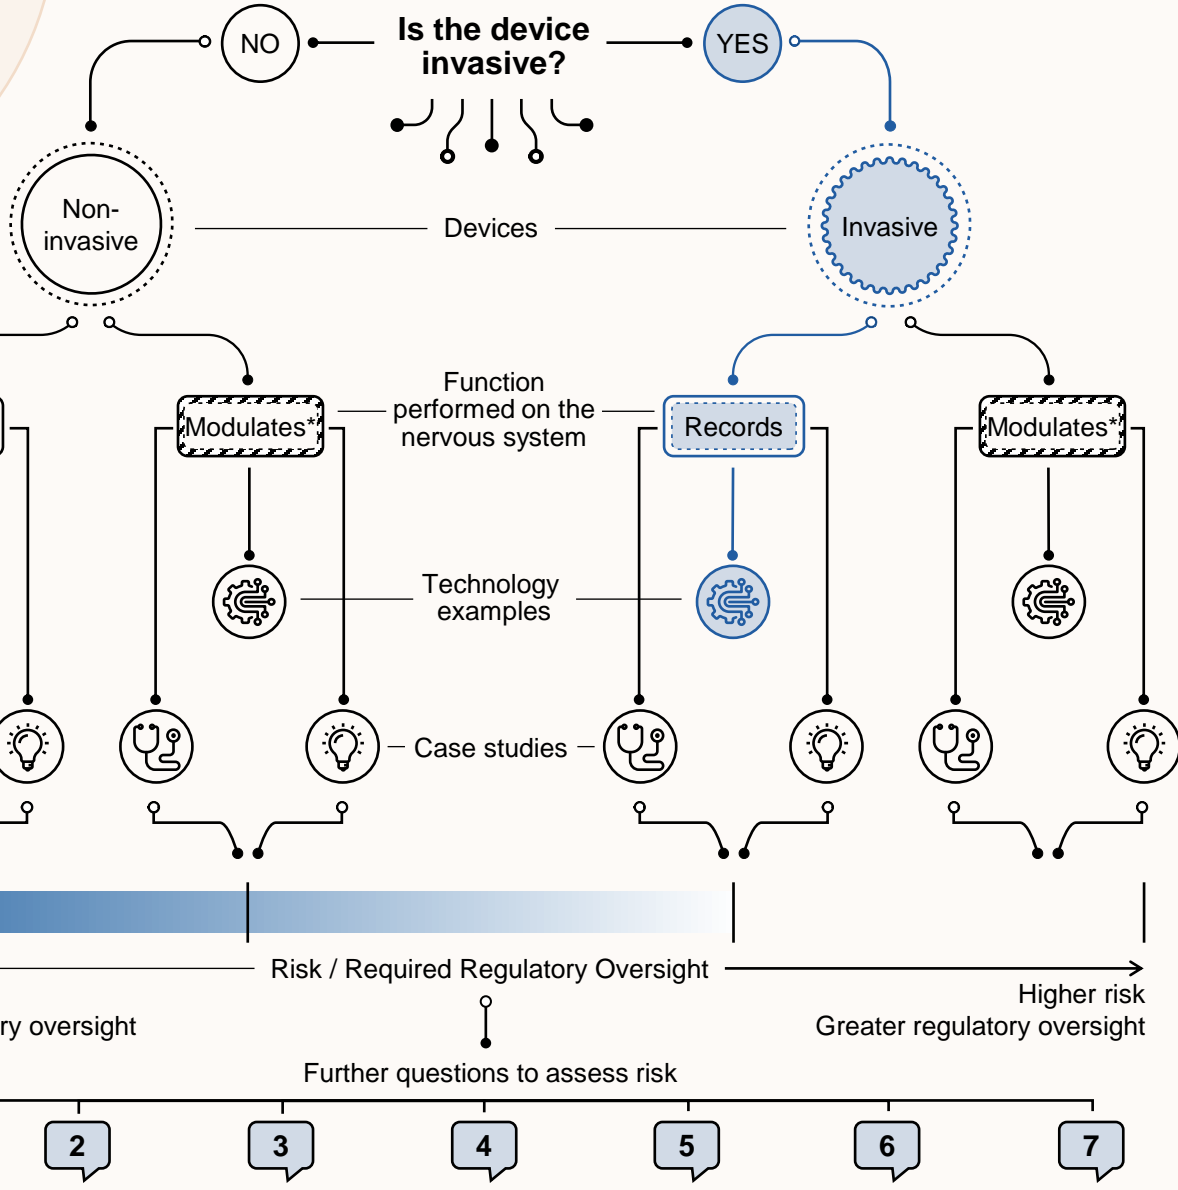 NO
Is the device
invasive?
YES
Non-
invasive
Devices
Invasive
Function
performed on the
nervous system
Modulates*
Records
Modulates*
Technology
examples
Case studies
Risk / Required Regulatory Oversight
Higher risk
ry oversight
Greater regulatory oversight
Further questions to assess risk
2
3
4
5
6
7